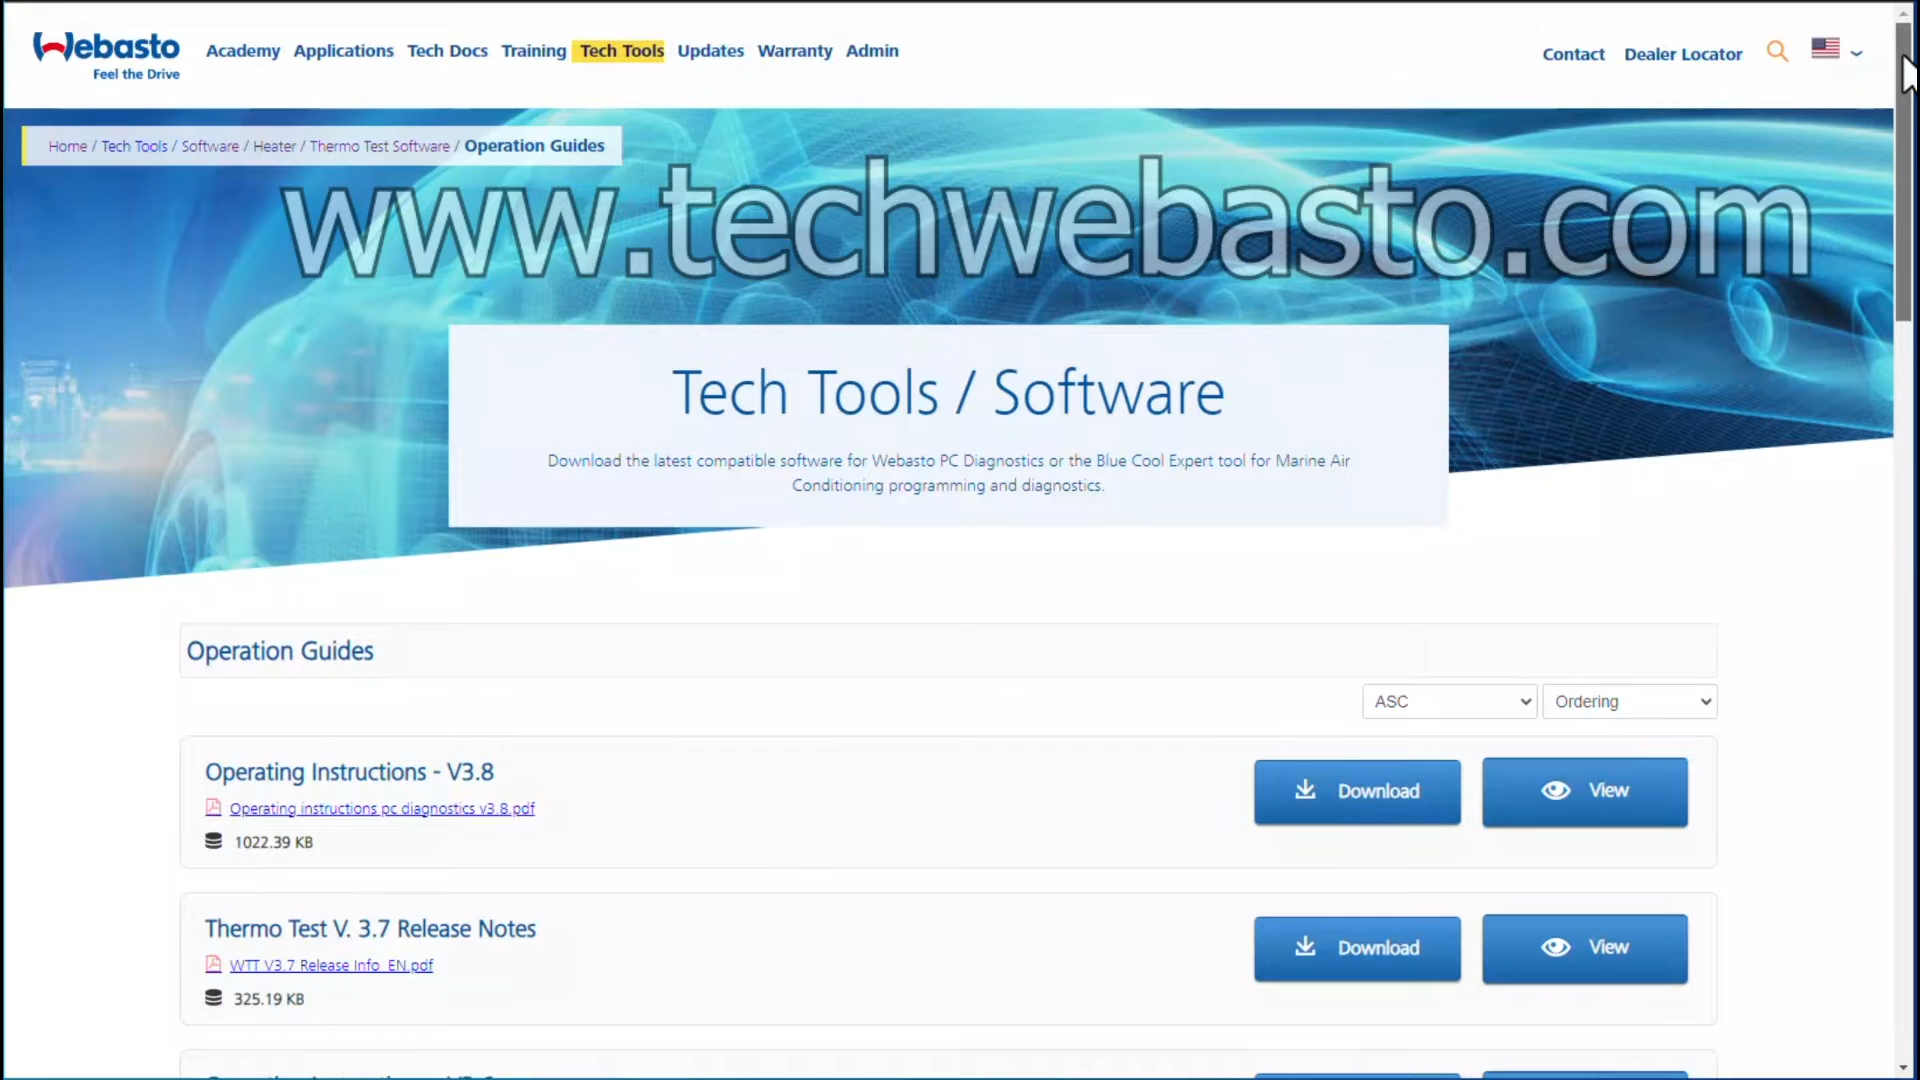 Webasto
Feel the Drive
Academy Applications Tech Docs Training Tech Tools Updates Warranty Admin
Contact Dealer Locator
Home / Tech Tools / Software / Heater / Thermo Test Software / Operation Guides
www.techwebasto.com
Tech Tools / Software
Download the latest compatible software for Webasto PC Diagnostics or the Blue Cool Expert tool for Marine Air
Conditioning programming and diagnostics.
Operation Guides
ASC Ordering
Operating Instructions - V3.8
Download View
Operating instructions pc diagnostics v3.8.pdf
1022.39 KB
Thermo Test V. 3.7 Release Notes
Download View
WTT V3.7 Release Info_EN.pdf
325.19 KB